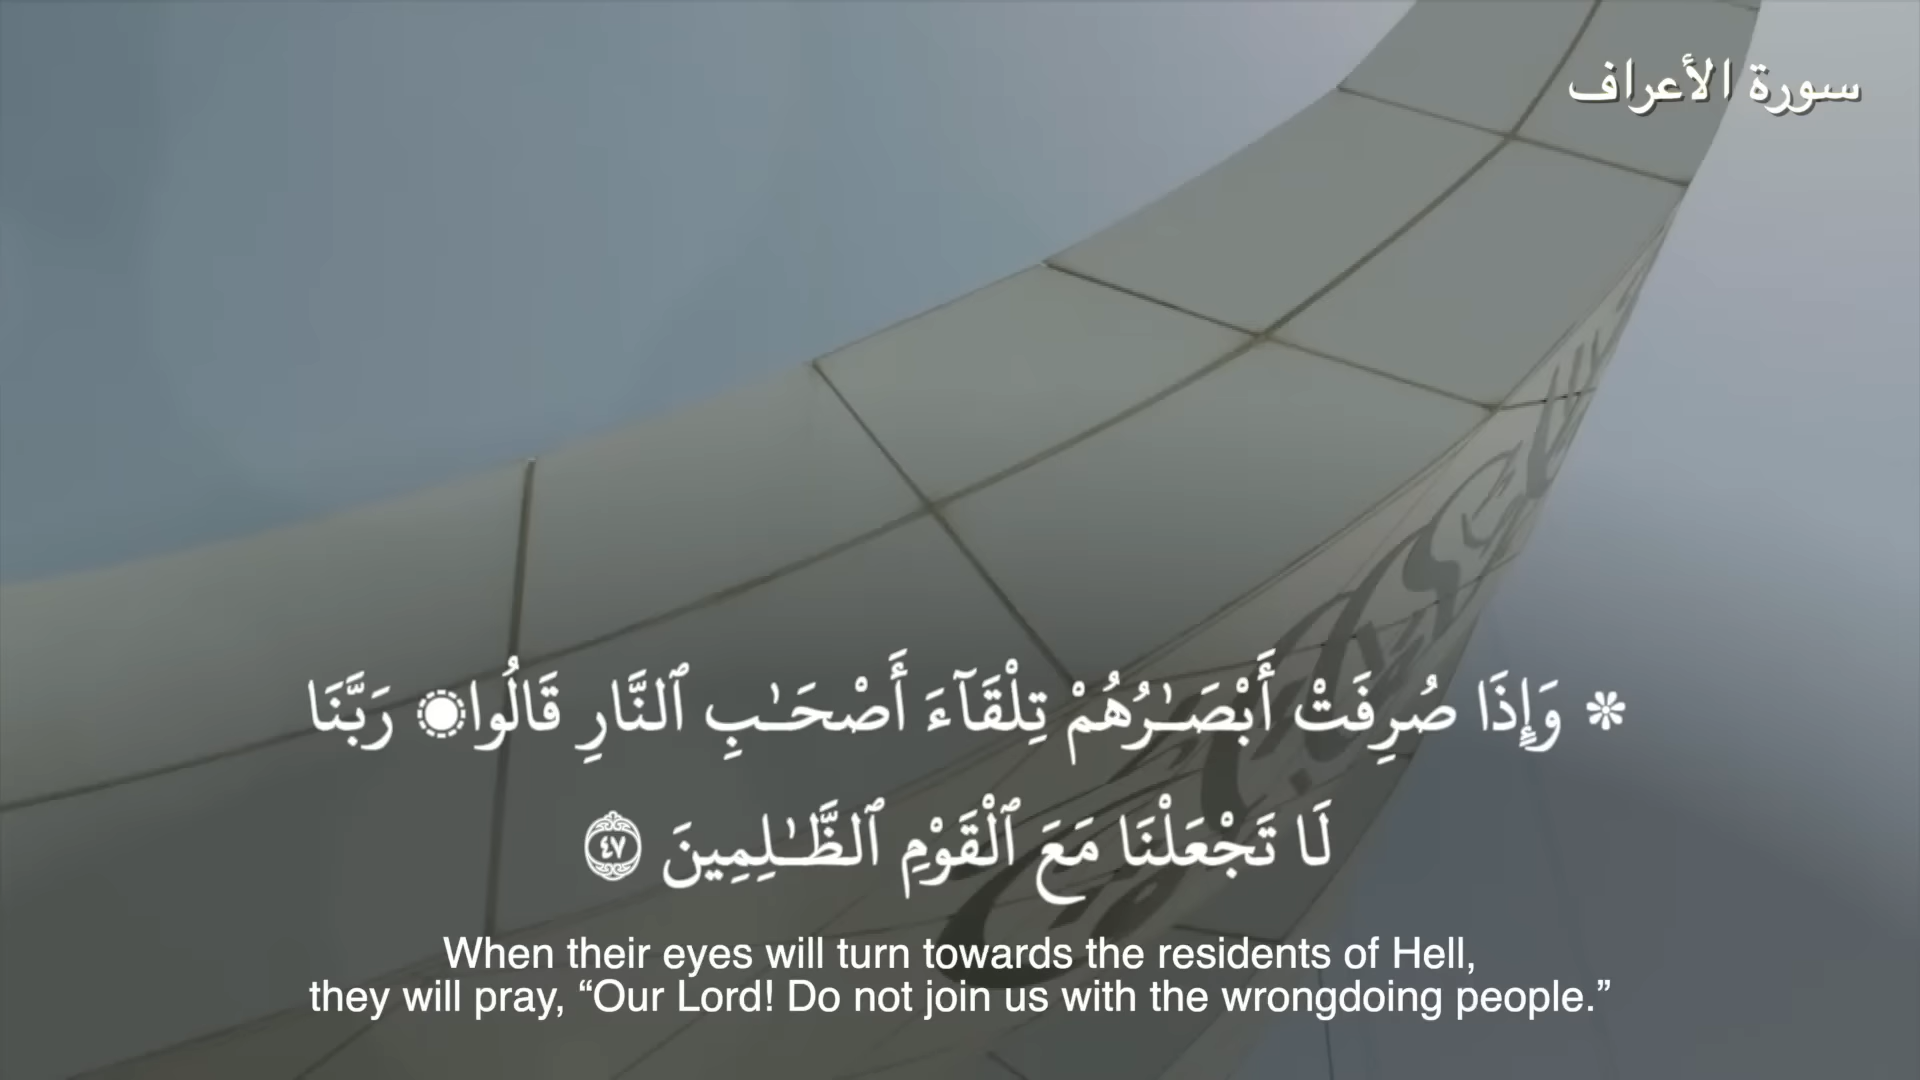 سورة الأعراف
* وَإِذَا صُرِفَتْ أَبْصَـٰرُهُمْ تِلْقَآءَ أَصْحَـٰبِ ٱلنَّارِ قَالُوا۟ رَبَّنَا
لَا تَجْعَلْنَا مَعَ ٱلْقَوْمِ ٱلظَّـٰلِمِينَ ٤٧
When their eyes will turn towards the residents of Hell,
they will pray, “Our Lord! Do not join us with the wrongdoing people.”